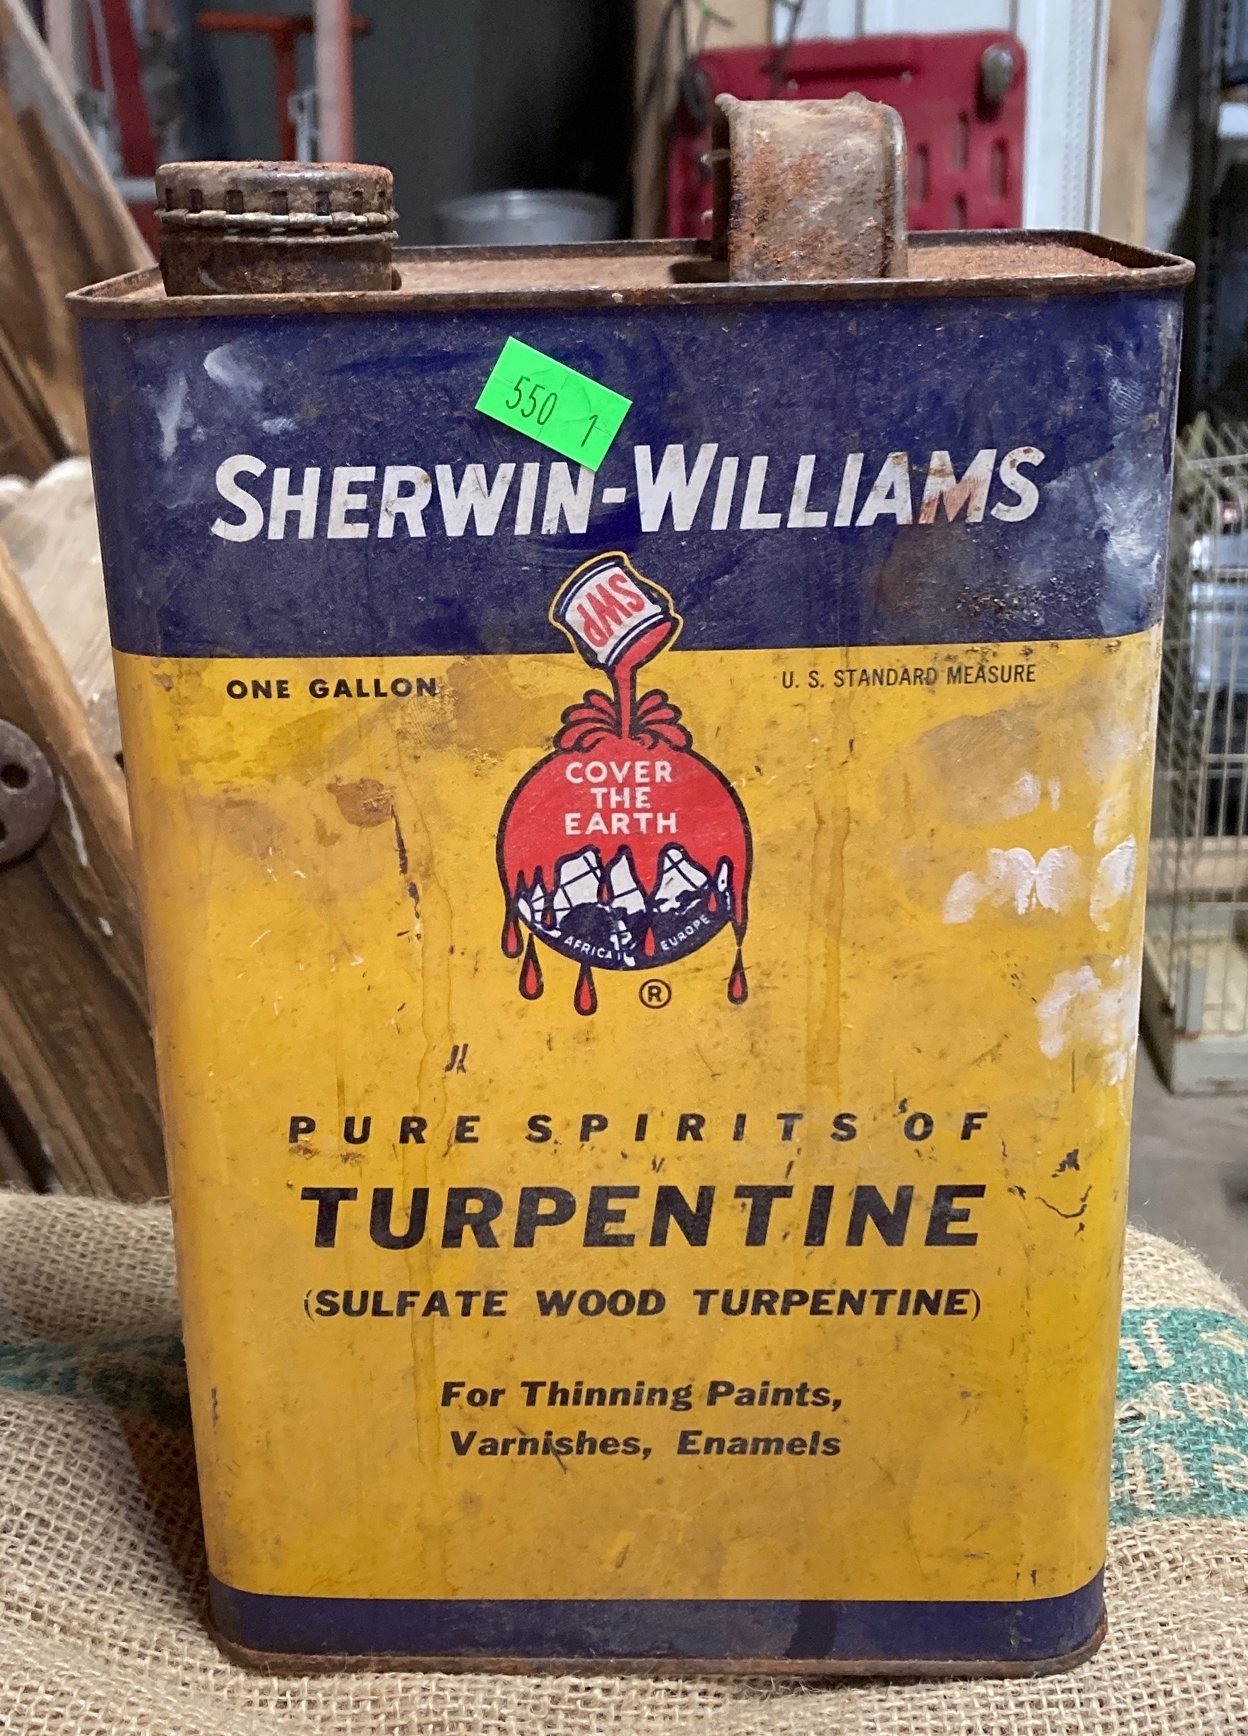 550 1
SHERWIN-WILLIAMS
SWP
ONE GALLON
U. S. STANDARD MEASURE
COVER
THE
EARTH
AFRICA
EUROPE
®
PURE SPIRITS OF
TURPENTINE
(SULFATE WOOD TURPENTINE)
For Thinning Paints,
Varnishes, Enamels